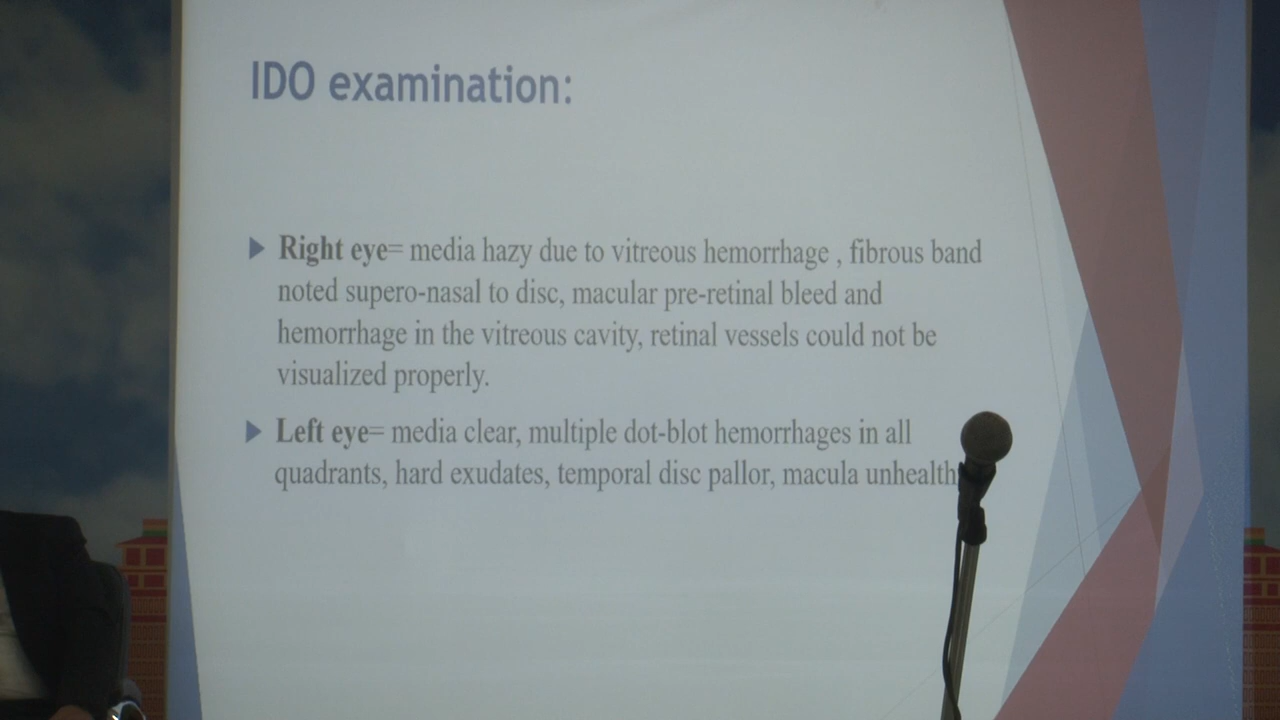 IDO examination:
Right eye= media hazy due to vitreous hemorrhage , fibrous band
noted supero-nasal to disc, macular pre-retinal bleed and
hemorrhage in the vitreous cavity, retinal vessels could not be
visualized properly.
Left eye= media clear, multiple dot-blot hemorrhages in all
quadrants, hard exudates, temporal disc pallor, macula unhealth